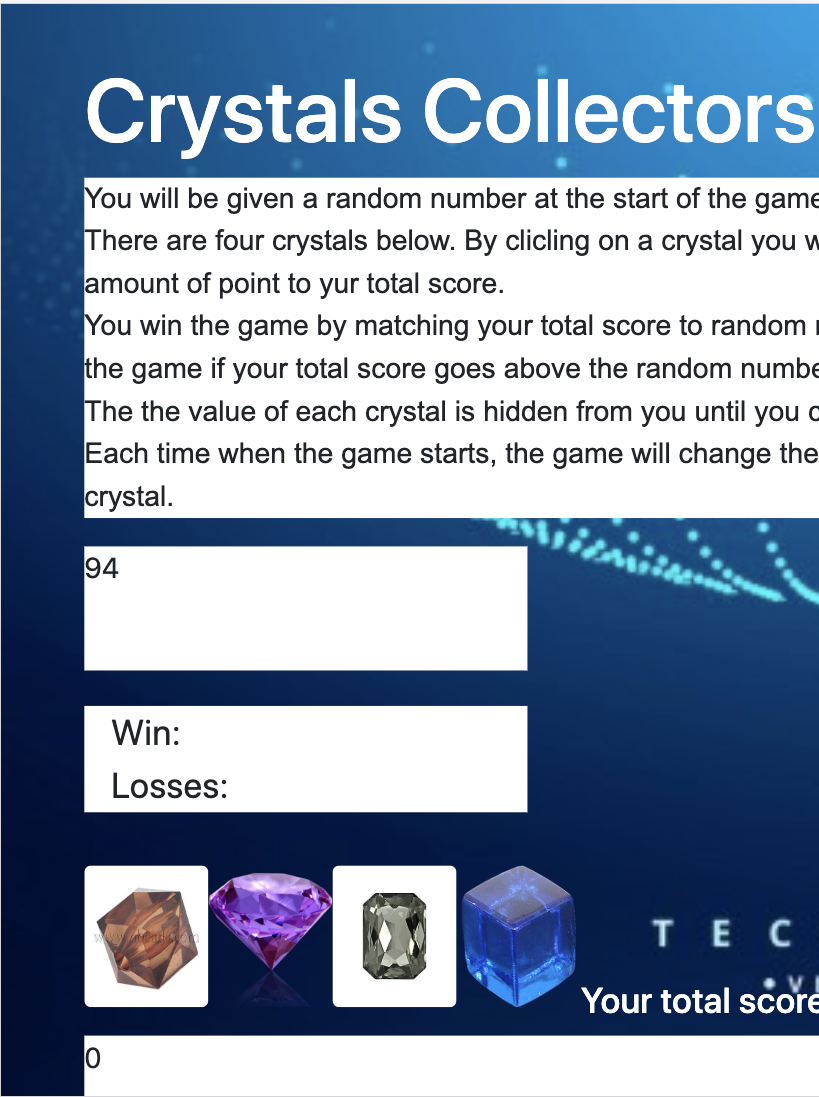 Crystals Collectors
You will be given a random number at the start of the game
There are four crystals below. By clicling on a crystal you w
amount of point to yur total score.
You win the game by matching your total score to random
the game if your total score goes above the random numbe
The the value of each crystal is hidden from you until you c
Each time when the game starts, the game will change the
crystal.
94
Win:
Losses:
T E C
Your total score
0